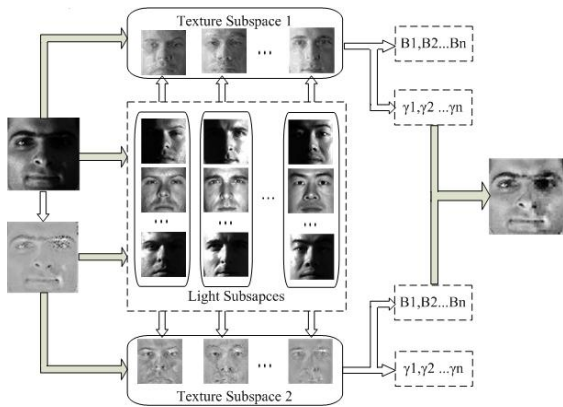 Texture Subspace 1
B1,B2...Bn
...
γ1,γ2 ...γn
...
...
...
...
Light Subsapces
B1,B2...Bn
...
γ1,γ2 ...γn
Texture Subspace 2